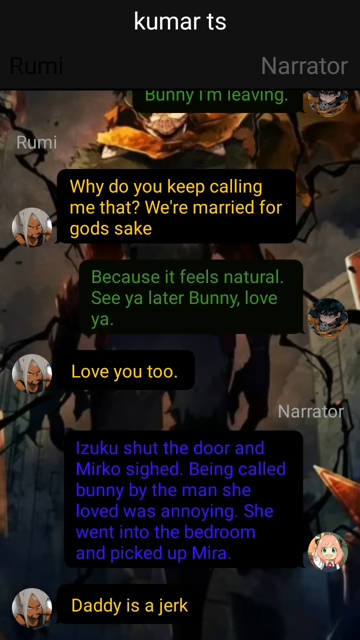 kumar ts
Rumi
Narrator
Bunny I'm leaving.
Rumi
Why do you keep calling
me that? We're married for
gods sake
Because it feels natural.
See ya later Bunny, love
ya.
Love you too.
Narrator
Izuku shut the door and
Mirko sighed. Being called
bunny by the man she
loved was annoying. She
went into the bedroom
and picked up Mira.
Daddy is a jerk